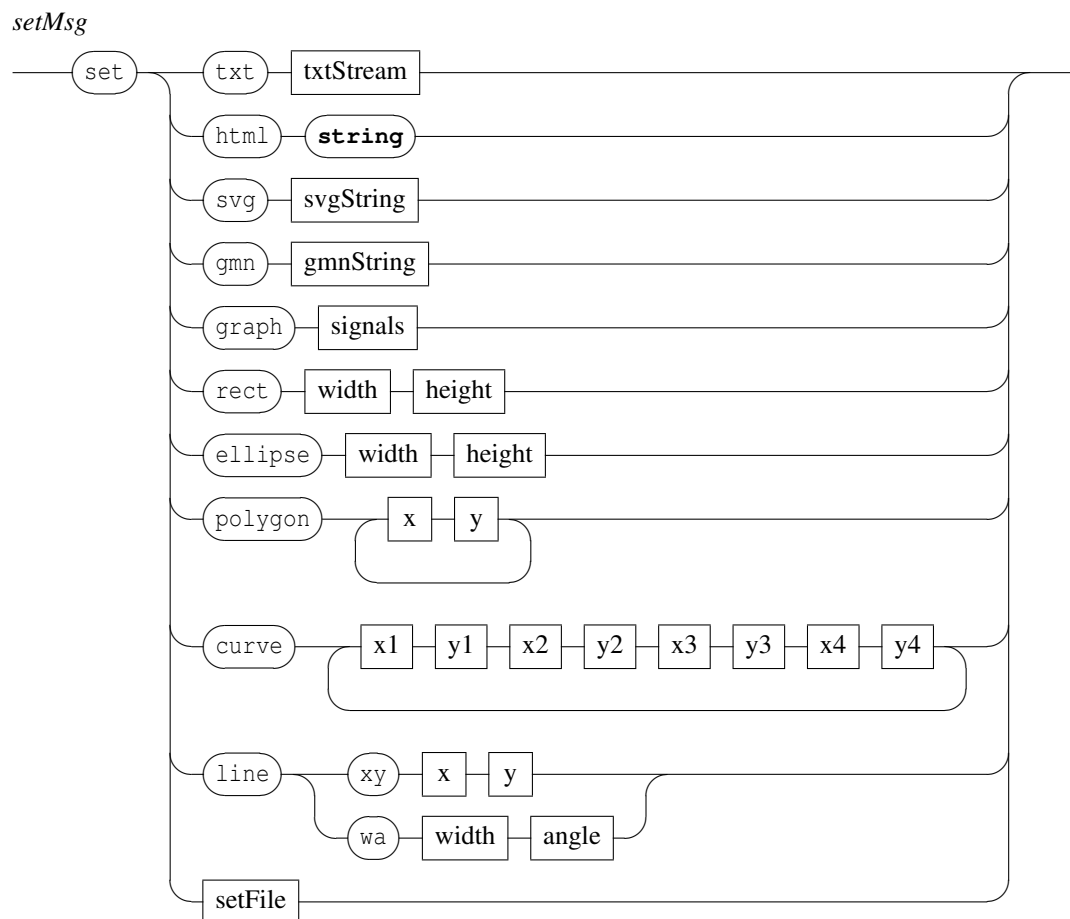 setMsg
set txt txtStream
html string
svg svgString
gmn gmnString
graph signals
rect width height
ellipse width height
polygon x y
curve x1 y1 x2 y2 x3 y3 x4 y4
line xy x y
wa width angle
setFile